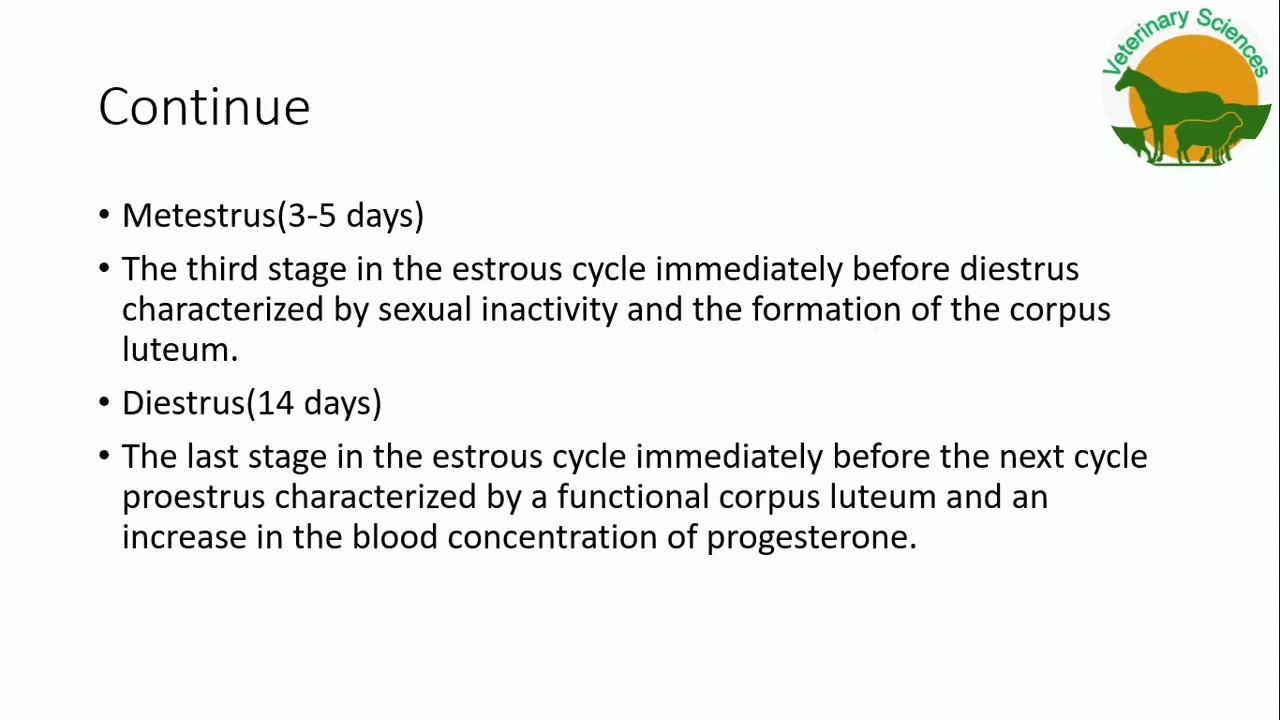 Veterinary Sciences
Continue
• Metestrus(3-5 days)
• The third stage in the estrous cycle immediately before diestrus
characterized by sexual inactivity and the formation of the corpus
luteum.
• Diestrus(14 days)
• The last stage in the estrous cycle immediately before the next cycle
proestrus characterized by a functional corpus luteum and an
increase in the blood concentration of progesterone.